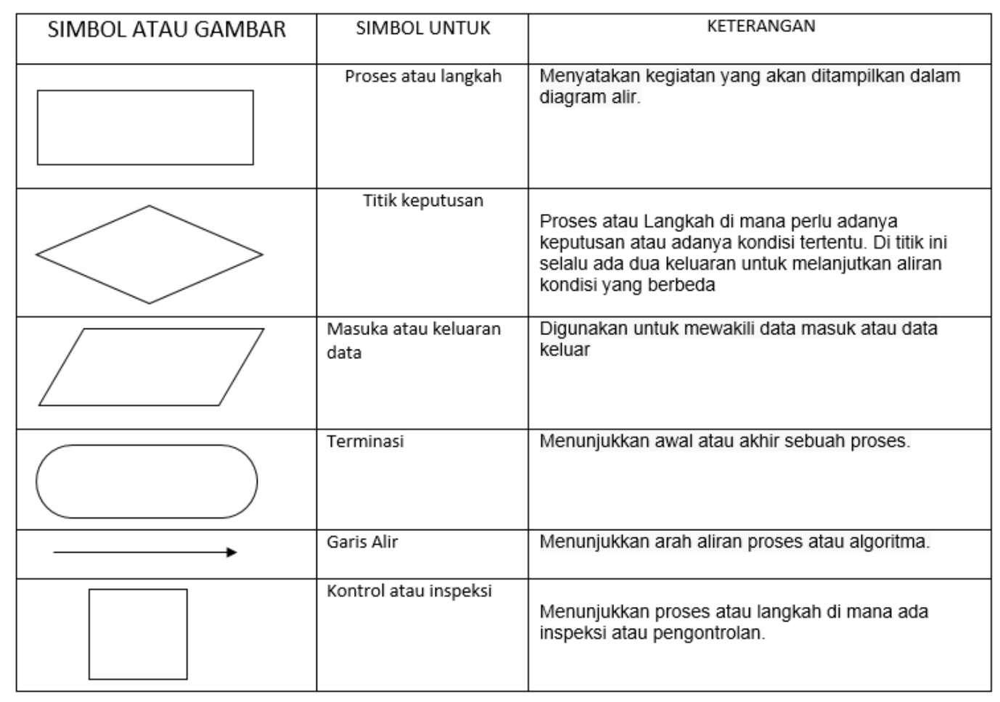 SIMBOL ATAU GAMBAR
SIMBOL UNTUK
KETERANGAN
Proses atau langkah
Menyatakan kegiatan yang akan ditampilkan dalam
diagram alir.
Titik keputusan
Proses atau Langkah di mana perlu adanya
keputusan atau adanya kondisi tertentu. Di titik ini
selalu ada dua keluaran untuk melanjutkan aliran
kondisi yang berbeda
Masuka atau keluaran
data
Digunakan untuk mewakili data masuk atau data
keluar
Terminasi
Menunjukkan awal atau akhir sebuah proses.
Garis Alir
Menunjukkan arah aliran proses atau algoritma.
Kontrol atau inspeksi
Menunjukkan proses atau langkah di mana ada
inspeksi atau pengontrolan.